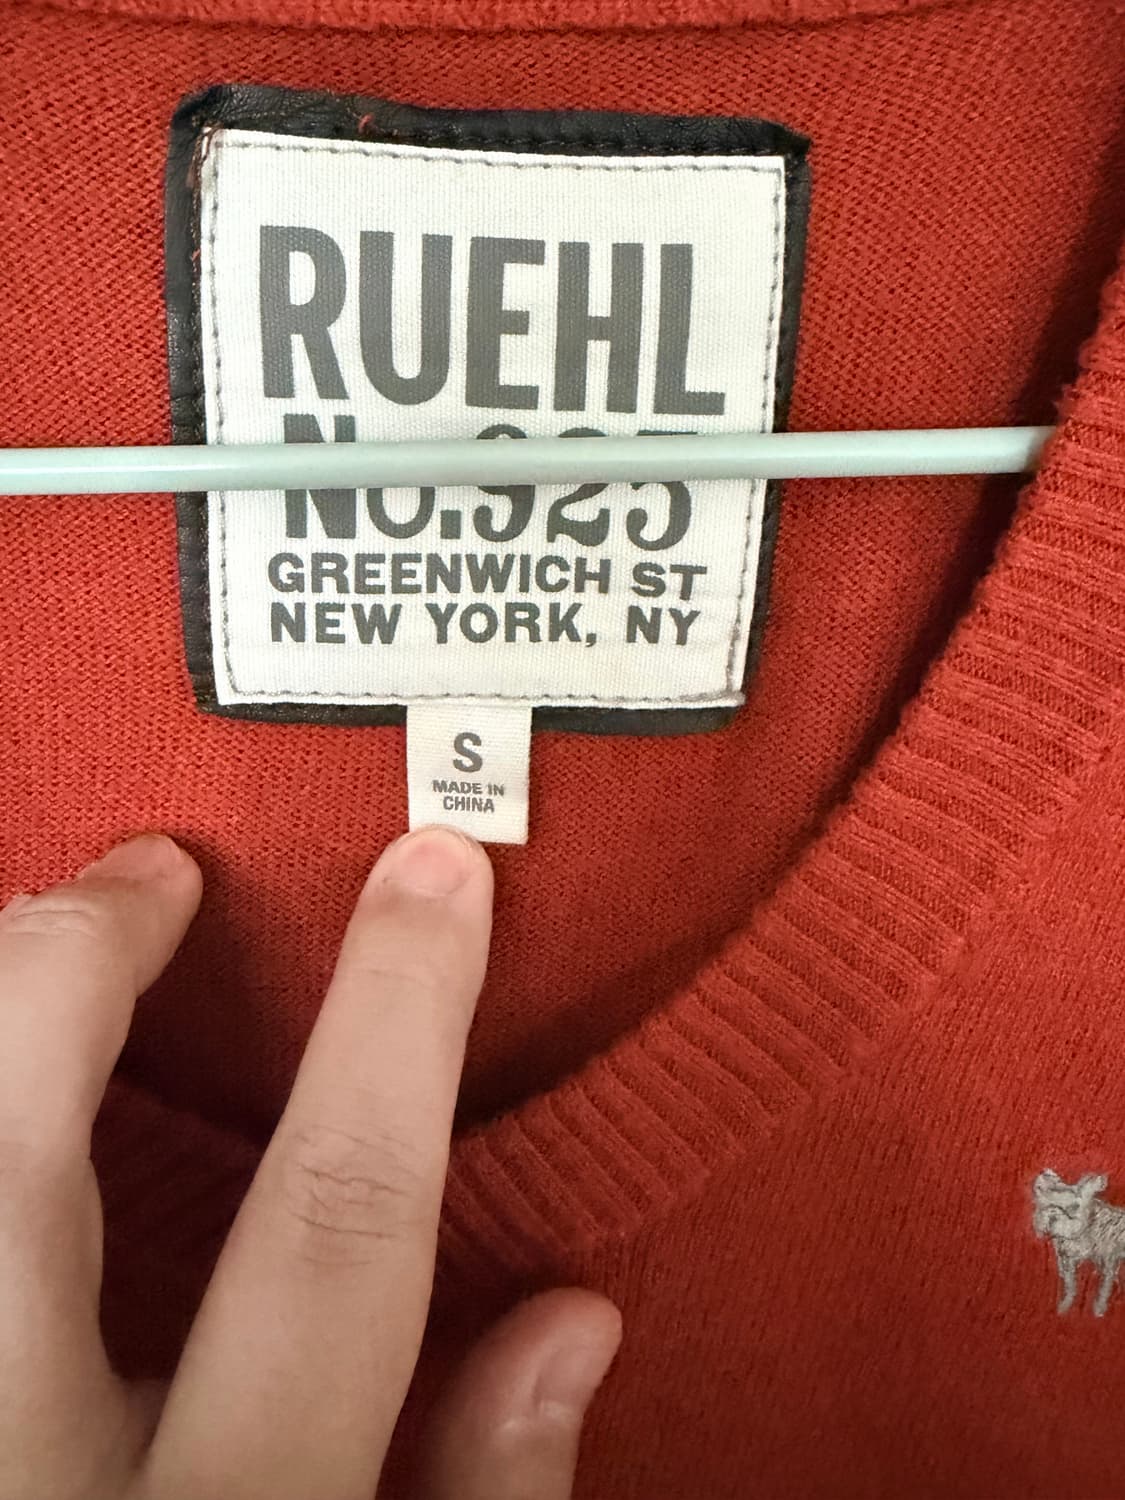 RUEHL
No.925
GREENWICH ST
NEW YORK, NY
S
MADE IN
CHINA